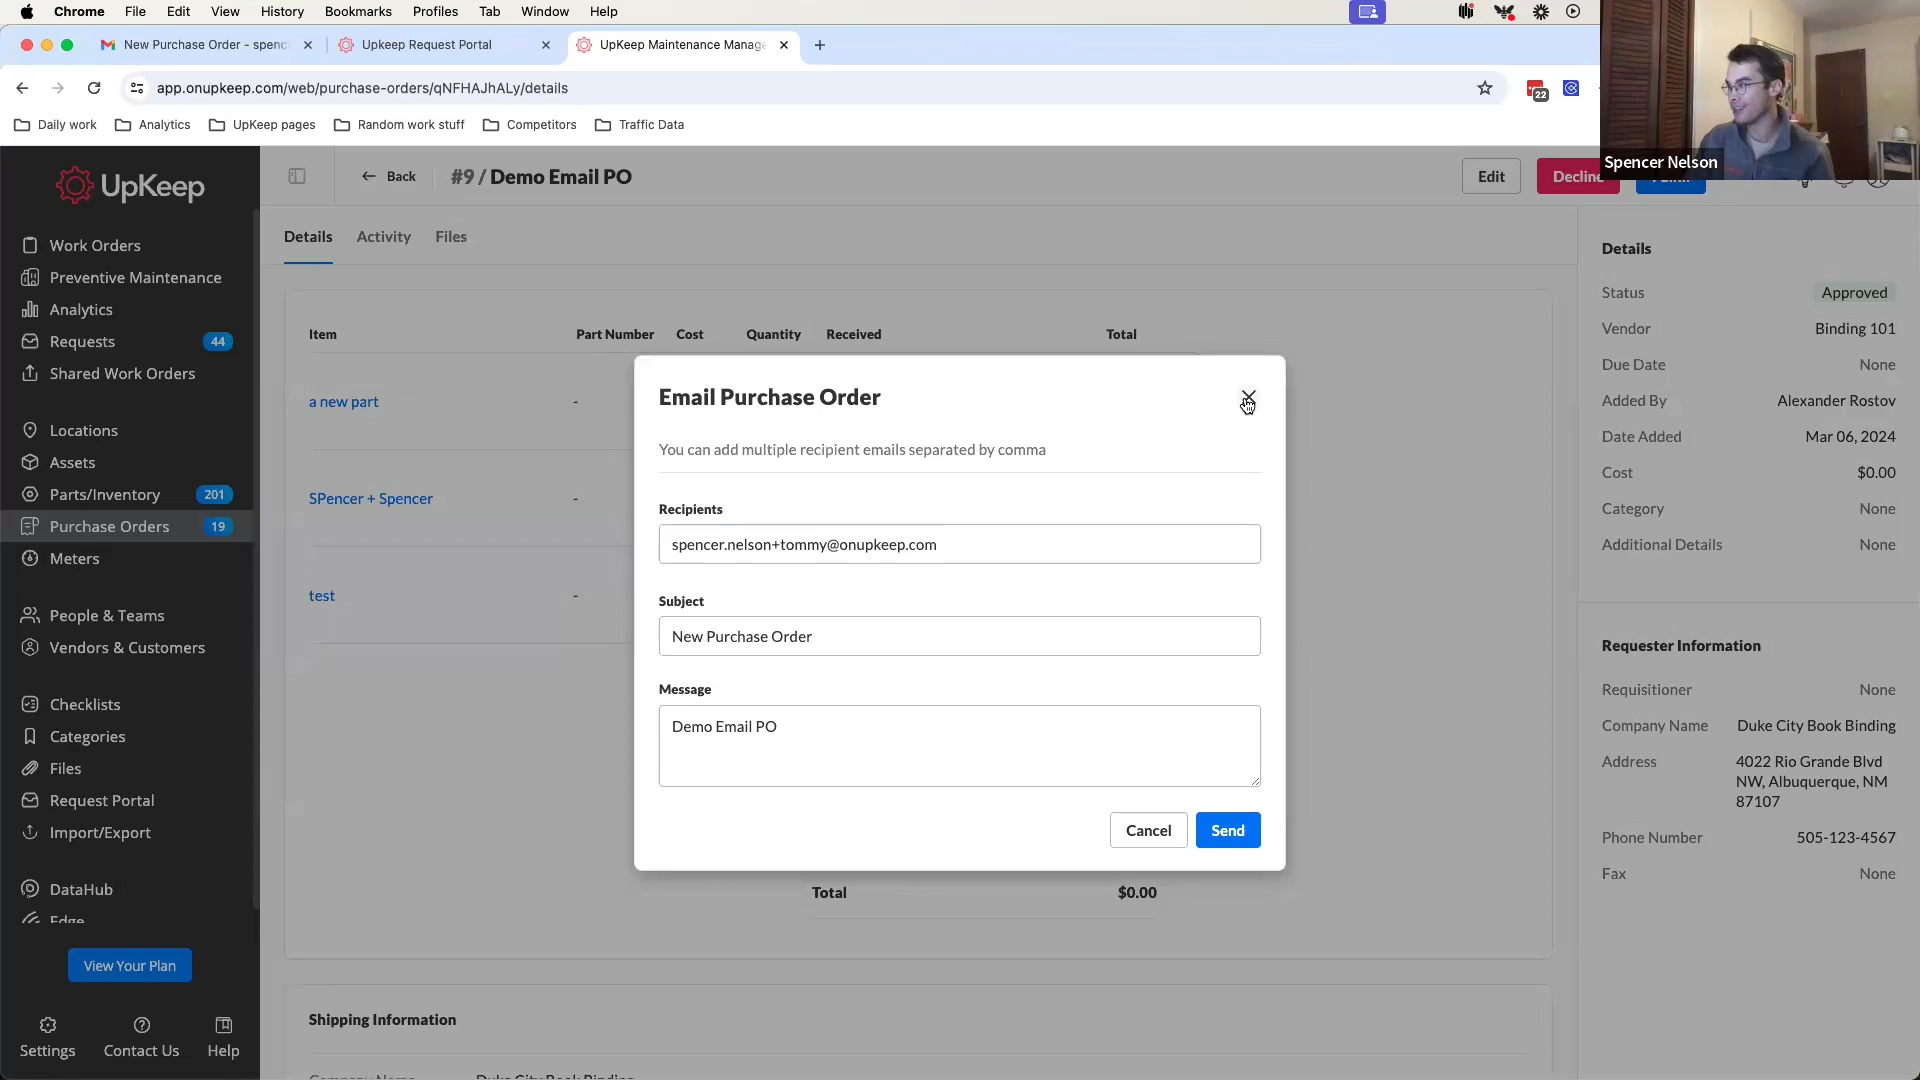 Chrome File Edit View History Bookmarks Profiles Tab Window Help
New Purchase Order - spenc
Upkeep Request Portal
UpKeep Maintenance Manage
app.onupkeep.com/web/purchase-orders/qNFHAJhALy/details
22
Daily work Analytics UpKeep pages Random work stuff Competitors Traffic Data
Spencer Nelson
UpKeep
Work Orders
Preventive Maintenance
Analytics
Requests 44
Shared Work Orders
Locations
Assets
Parts/Inventory 201
Purchase Orders 19
Meters
People & Teams
Vendors & Customers
Checklists
Categories
Files
Request Portal
Import/Export
DataHub
Edge
View Your Plan
Settings Contact Us Help
Back #9 / Demo Email PO
Edit Decline
Details Activity Files
Item Part Number Cost Quantity Received Total
a new part -
SPencer + Spencer -
test -
Email Purchase Order
You can add multiple recipient emails separated by comma
Recipients
spencer.nelson+tommy@onupkeep.com
Subject
New Purchase Order
Message
Demo Email PO
Cancel Send
Total $0.00
Shipping Information
Company Name Duke City Book Binding
Details
Status Approved
Vendor Binding 101
Due Date None
Added By Alexander Rostov
Date Added Mar 06, 2024
Cost $0.00
Category None
Additional Details None
Requester Information
Requisitioner None
Company Name Duke City Book Binding
Address 4022 Rio Grande Blvd
NW, Albuquerque, NM
87107
Phone Number 505-123-4567
Fax None